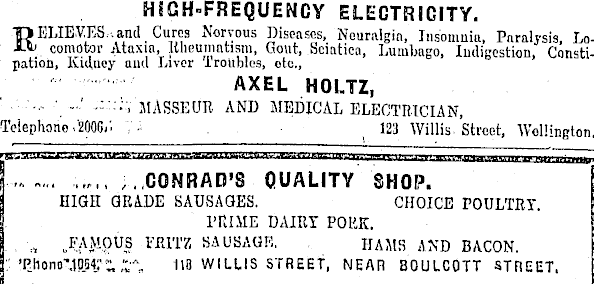 HIGH-FREQUENCY ELECTRICITY.
RELIEVES and Cures Nervous Diseases, Neuralgia, Insomnia, Paralysis, Lo-
comotor Ataxia, Rheumatism, Gout, Sciatica, Lumbago, Indigestion, Consti-
pation, Kidney and Liver Troubles, etc.,
AXEL HOLTZ,
MASSEUR AND MEDICAL ELECTRICIAN,
Telephone 2006. 123 Willis Street, Wellington.
CONRAD'S QUALITY SHOP.
HIGH GRADE SAUSAGES. CHOICE POULTRY.
PRIME DAIRY PORK.
FAMOUS FRITZ SAUSAGE. HAMS AND BACON.
'Phone 1054 118 WILLIS STREET, NEAR BOULCOTT STREET.